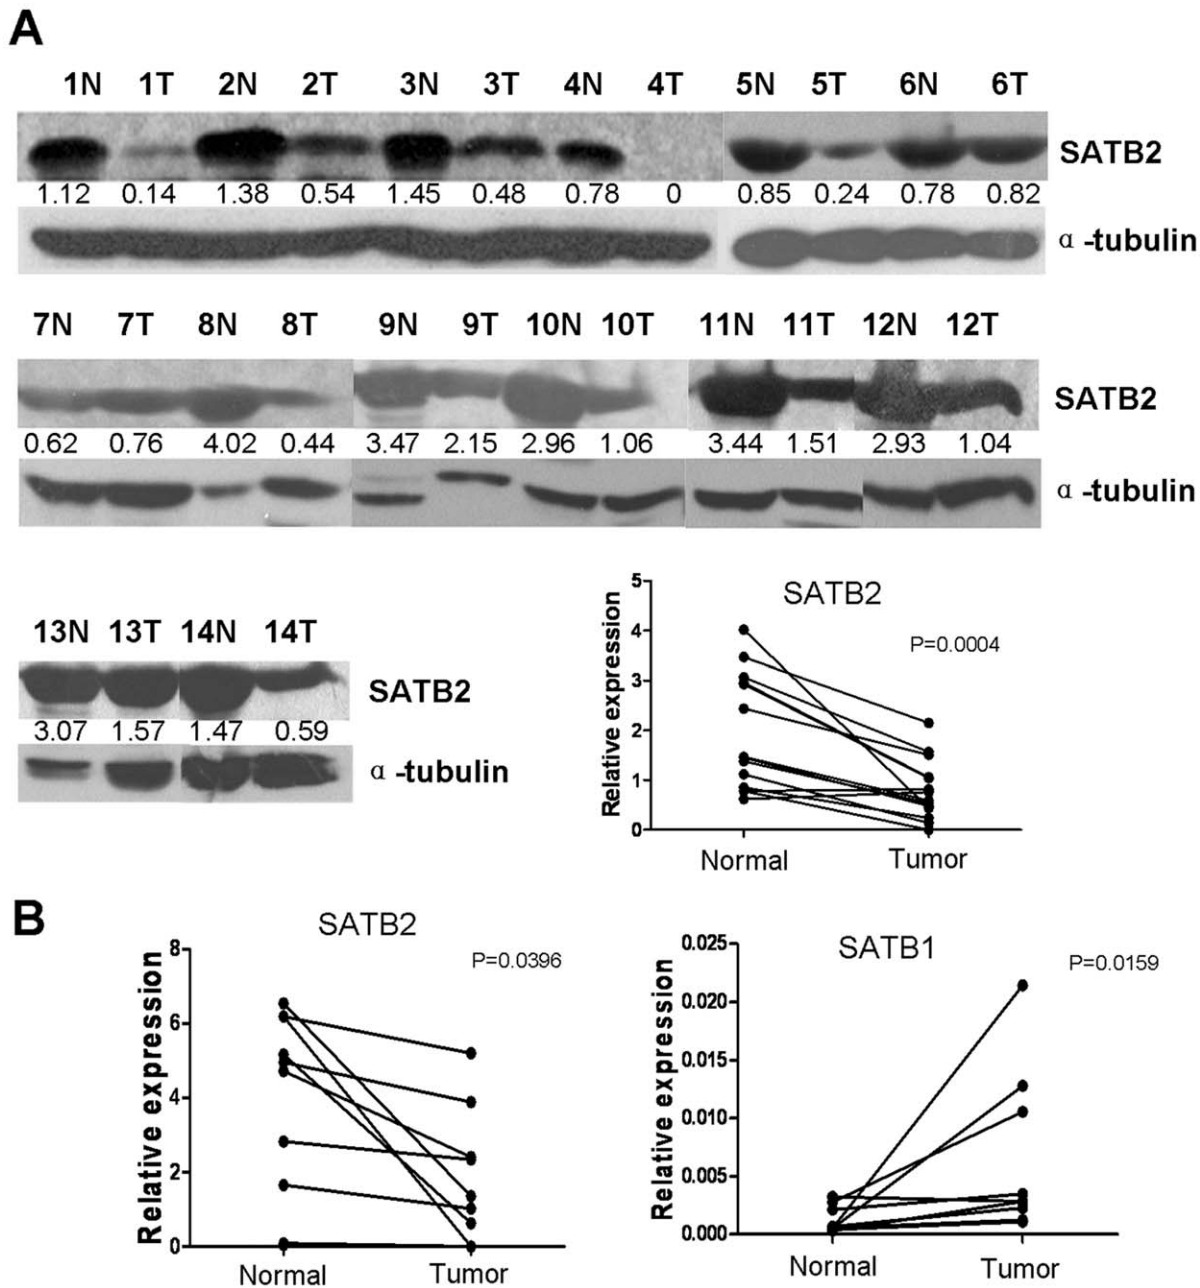 A
1N 1T 2N 2T 3N 3T 4N 4T 5N 5T 6N 6T
SATB2
1.12 0.14 1.38 0.54 1.45 0.48 0.78 0 0.85 0.24 0.78 0.82
α-tubulin
7N 7T 8N 8T 9N 9T 10N 10T 11N 11T 12N 12T
SATB2
0.62 0.76 4.02 0.44 3.47 2.15 2.96 1.06 3.44 1.51 2.93 1.04
α-tubulin
13N 13T 14N 14T
SATB2
3.07 1.57 1.47 0.59
α-tubulin
SATB2
P=0.0004
Relative expression
5
4
3
2
1
0
Normal Tumor
B
SATB2
P=0.0396
Relative expression
8
6
4
2
0
Normal Tumor
SATB1
P=0.0159
Relative expression
0.025
0.020
0.015
0.010
0.005
0.000
Normal Tumor